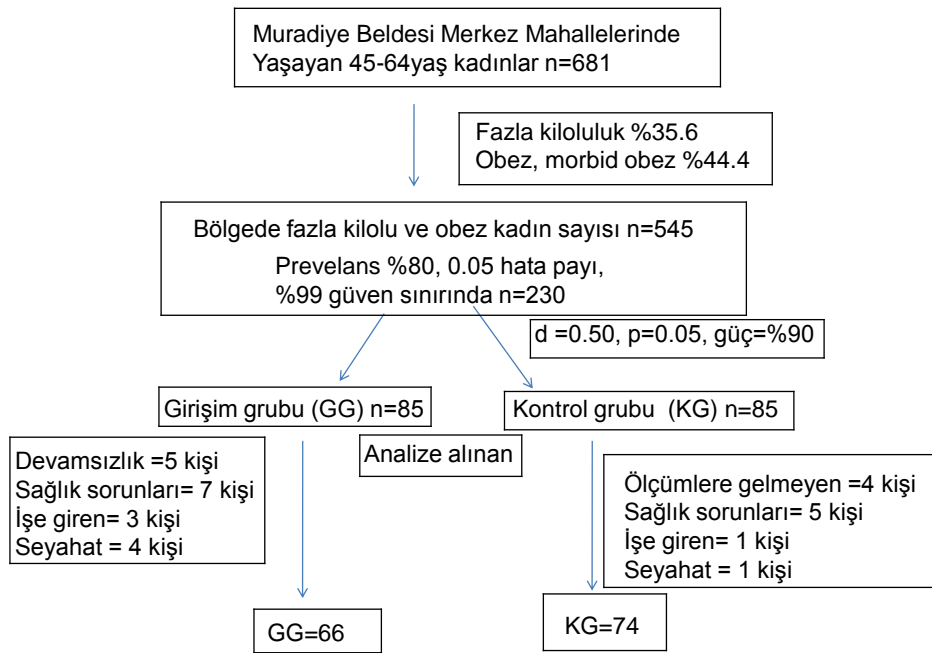 Muradiye Beldesi Merkez Mahallelerinde
Yaşayan 45-64yaş kadınlar n=681
Fazla kiloluluk %35.6
Obez, morbid obez %44.4
Bölgede fazla kilolu ve obez kadın sayısı n=545
Prevelans %80, 0.05 hata payı,
%99 güven sınırında n=230
d =0.50, p=0.05, güç=%90
Girişim grubu (GG) n=85
Kontrol grubu (KG) n=85
Analize alınan
Devamsızlık =5 kişi
Sağlık sorunları= 7 kişi
İşe giren= 3 kişi
Seyahat = 4 kişi
Ölçümlere gelmeyen =4 kişi
Sağlık sorunları= 5 kişi
İşe giren= 1 kişi
Seyahat = 1 kişi
GG=66
KG=74